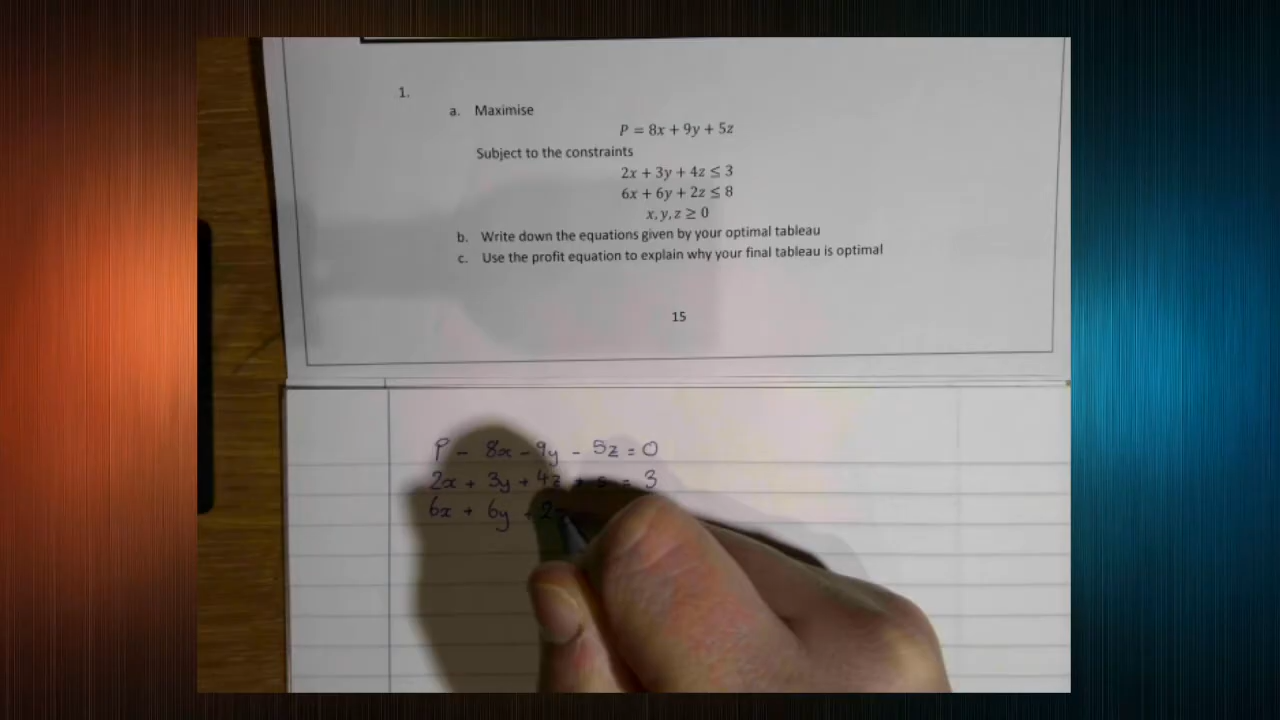 1.
a. Maximise
P = 8x + 9y + 5z
Subject to the constraints
2x + 3y + 4z ≤ 3
6x + 6y + 2z ≤ 8
x, y, z ≥ 0
b. Write down the equations given by your optimal tableau
c. Use the profit equation to explain why your final tableau is optimal
15
P - 8x - 9y - 5z = 0
2x + 3y + 4z + s = 3
6x + 6y + 2z